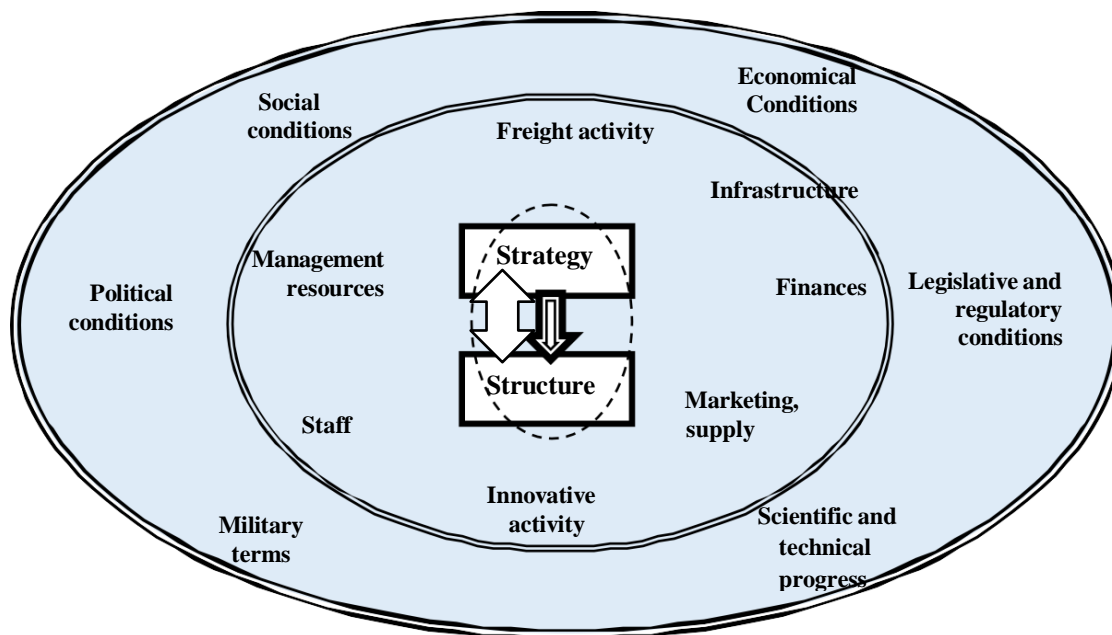 Economical
Conditions
Social
conditions
Freight activity
Infrastructure
Management
resources
Strategy
Finances
Legislative and
regulatory
conditions
Political
conditions
Structure
Marketing,
supply
Staff
Innovative
activity
Military
terms
Scientific and
technical
progress